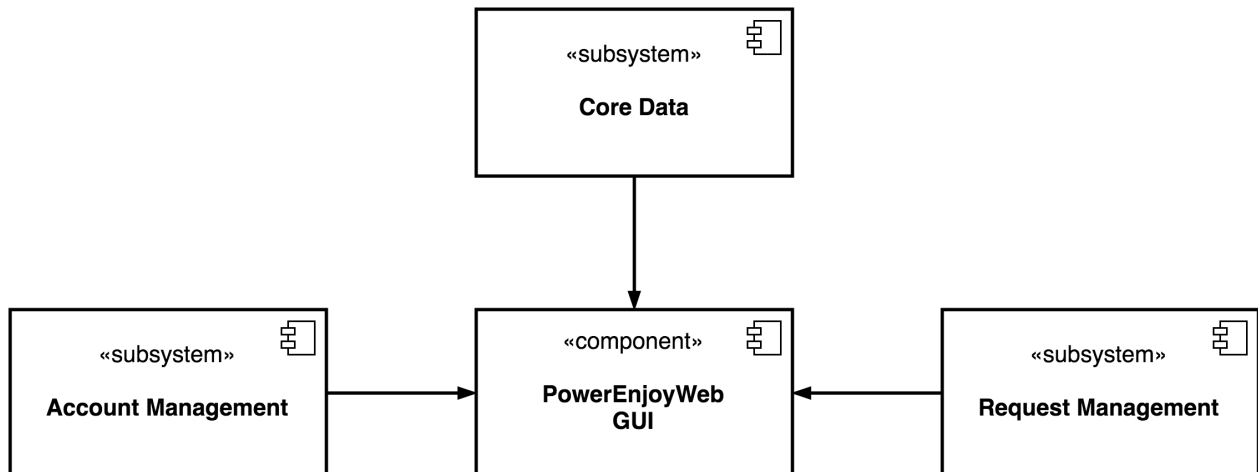 «subsystem»
Core Data
«subsystem»
Account Management
«component»
PowerEnjoyWeb
GUI
«subsystem»
Request Management